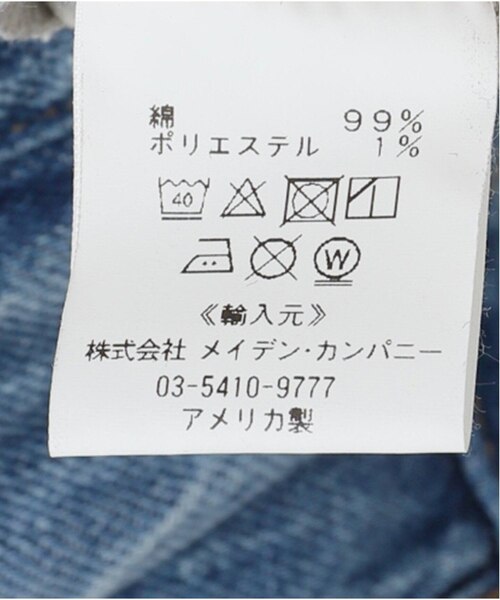 綿 99%
ポリエステル 1%
40
W
《輸入元》
株式会社 メイデン・カンパニー
03-5410-9777
アメリカ製